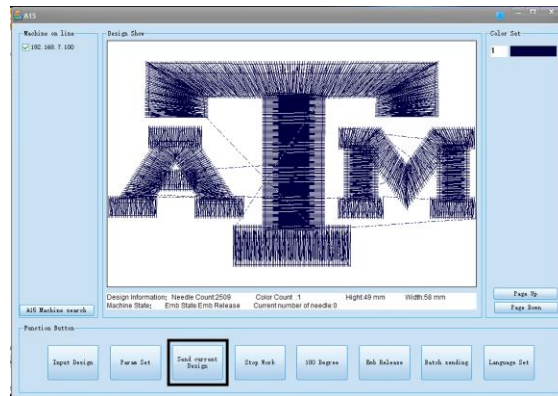 A15
Machine on line
192.168.7.100
A15 Machine search
Design Show
A T M
Design Information: Needle Count:2509 Color Count :1 Hight:49 mm Width:58 mm
Machine State: Emb State:Emb Release Current number of needle:0
Color Set
1
Page Up
Page Down
Function Button
Input Design
Param Set
Send current
Design
Stop Work
180 Degree
Emb Release
Batch sending
Language Set